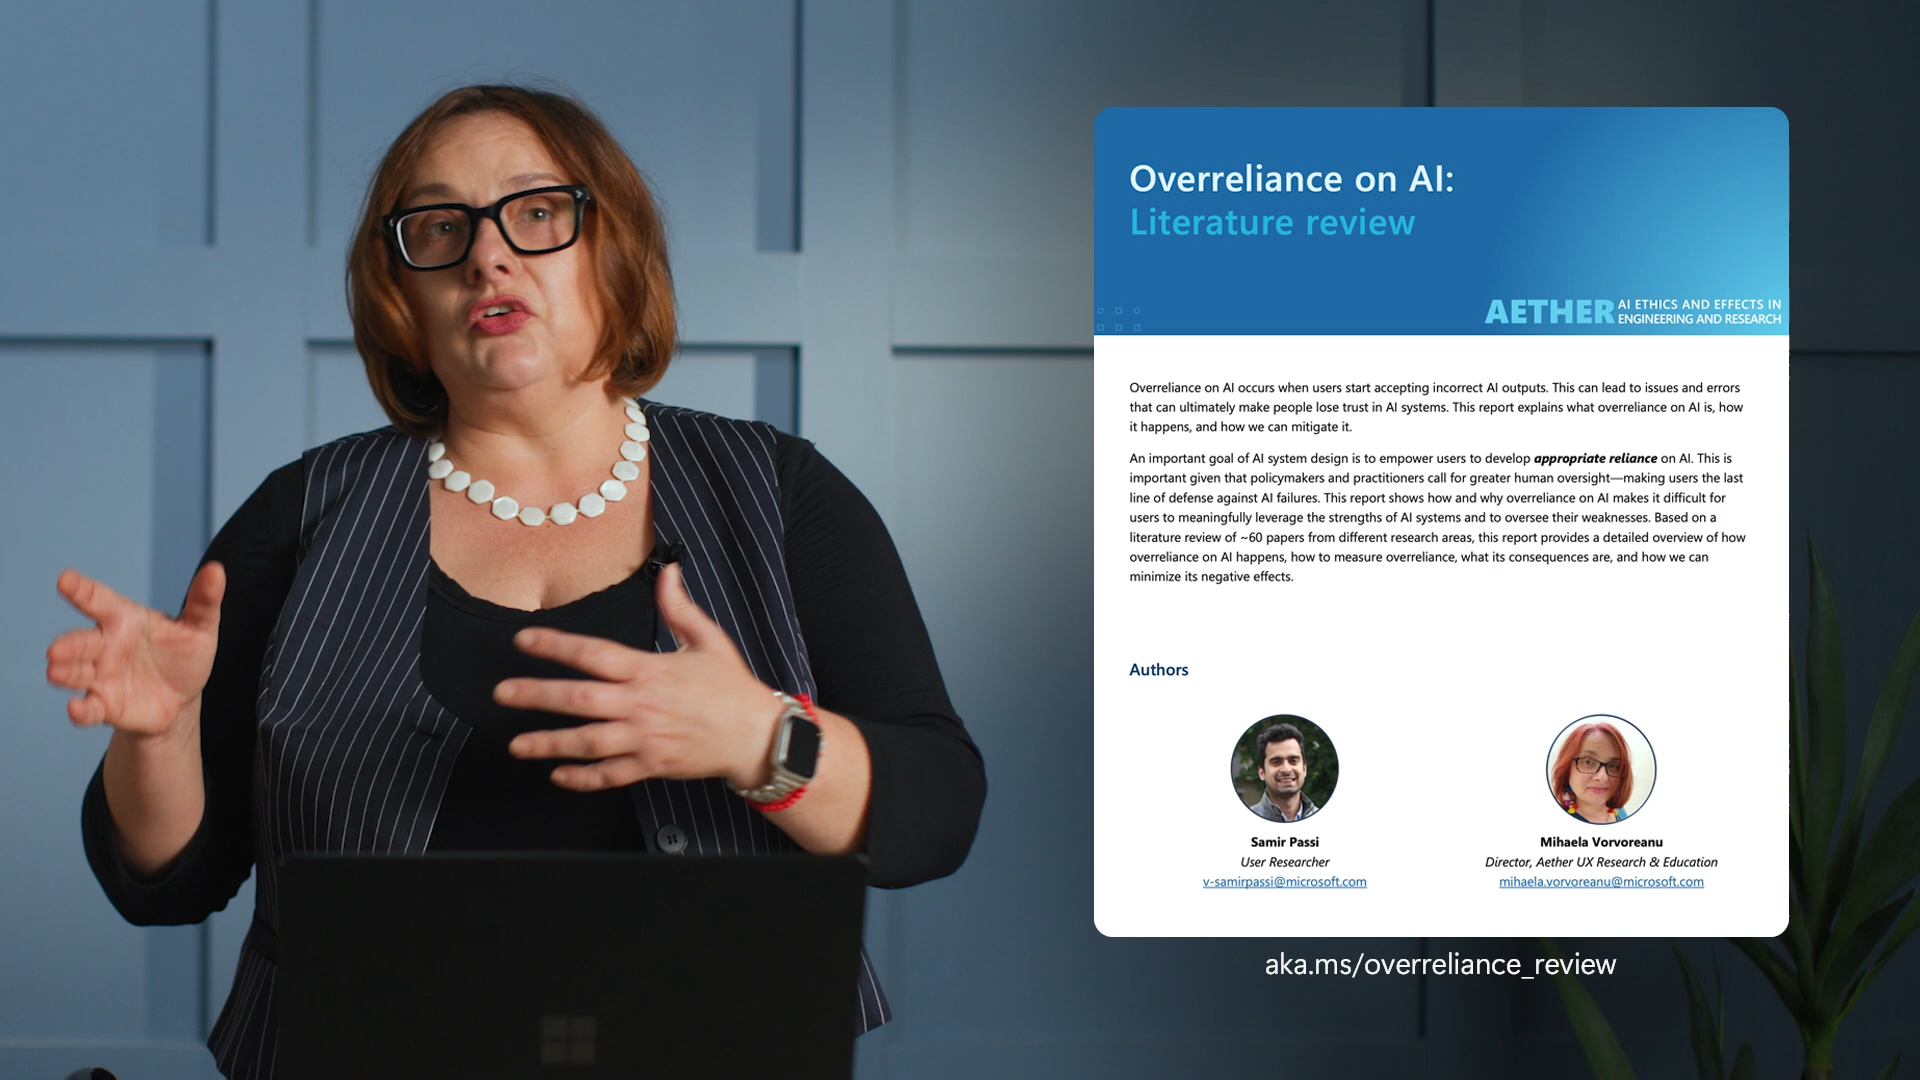 Overreliance on AI:
Literature review
AETHER AI ETHICS AND EFFECTS IN
ENGINEERING AND RESEARCH
Overreliance on AI occurs when users start accepting incorrect AI outputs. This can lead to issues and errors
that can ultimately make people lose trust in AI systems. This report explains what overreliance on AI is, how
it happens, and how we can mitigate it.
An important goal of AI system design is to empower users to develop appropriate reliance on AI. This is
important given that policymakers and practitioners call for greater human oversight—making users the last
line of defense against AI failures. This report shows how and why overreliance on AI makes it difficult for
users to meaningfully leverage the strengths of AI systems and to oversee their weaknesses. Based on a
literature review of ~60 papers from different research areas, this report provides a detailed overview of how
overreliance on AI happens, how to measure overreliance, what its consequences are, and how we can
minimize its negative effects.
Authors
Samir Passi
User Researcher
v-samirpassi@microsoft.com
Mihaela Vorvoreanu
Director, Aether UX Research & Education
mihaela.vorvoreanu@microsoft.com
aka.ms/overreliance_review